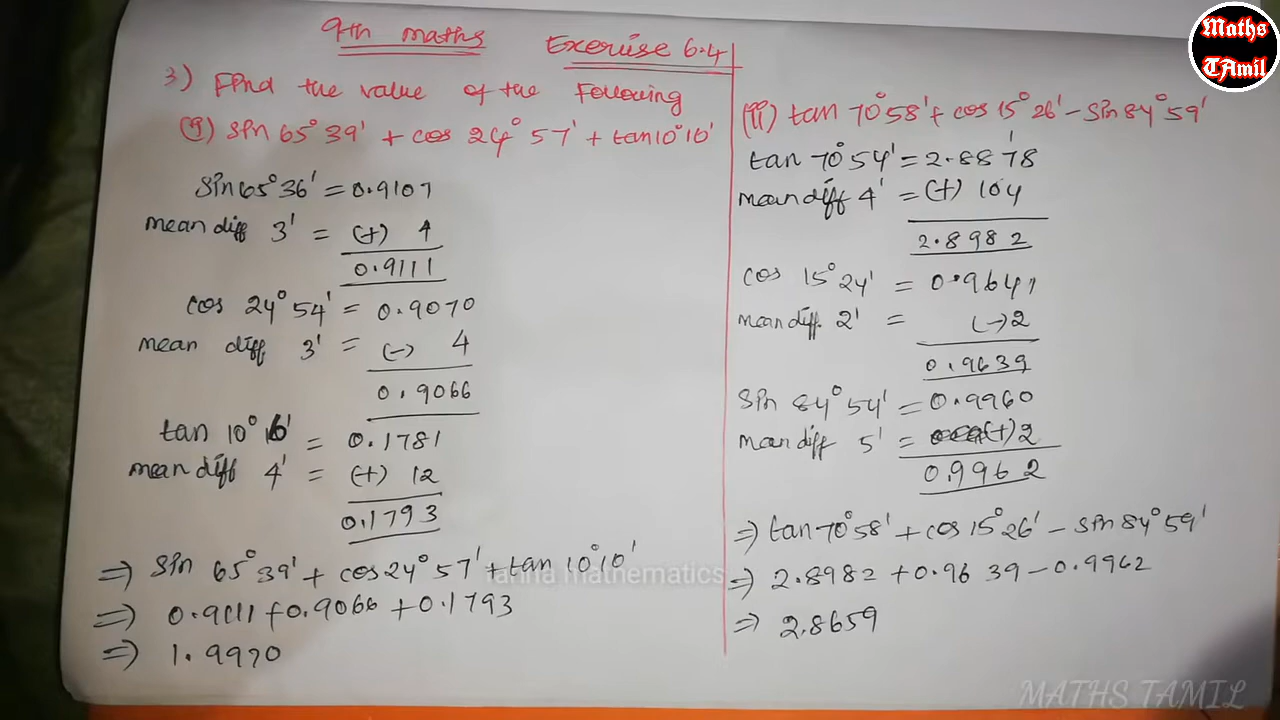 9th maths Exercise 6.4
3) Find the value of the Following
(i) sin 65° 39' + cos 24° 57' + tan10° 10'
sin65° 36' = 0.9107
mean diff 3' = (+) 4
0.9111
cos 24° 54' = 0.9070
mean diff 3' = (-) 4
0.9066
tan 10° 6' = 0.1781
mean diff 4' = (+) 12
0.1793
⇒ sin 65° 39' + cos 24° 57' + tan 10° 10'
⇒ 0.9111 + 0.9066 + 0.1793
⇒ 1.9970
(ii) tan 70° 58' + cos 15° 26' - sin 84° 59'
tan 70° 54' = 2.8878
mean diff 4' = (+) 104
2.8982
cos 15° 24' = 0.9641
mean diff. 2' = (-) 2
0.9639
sin 84° 54' = 0.9960
mean diff 5' = (+) 2
0.9962
⇒ tan 70° 58' + cos 15° 26' - sin 84° 59'
⇒ 2.8982 + 0.9639 - 0.9962
⇒ 2.8659
Maths
TAmil
mathematics
MATHS TAMIL